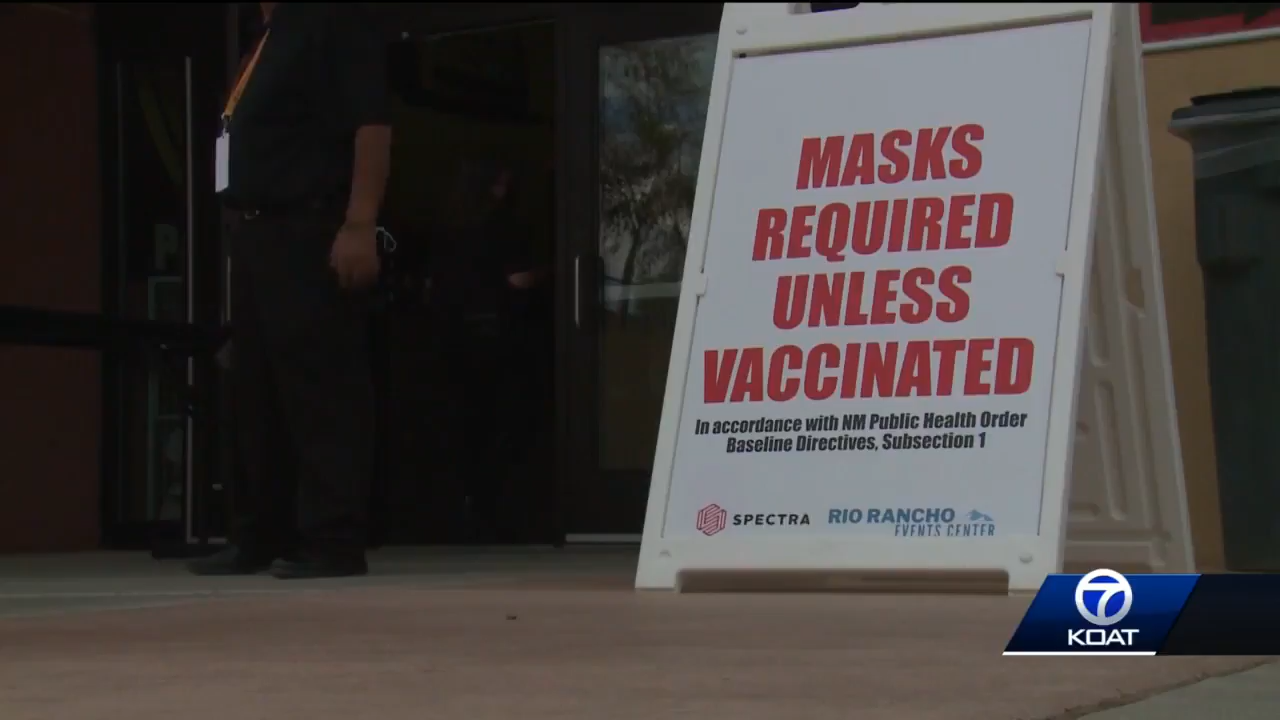 MASKS
REQUIRED
UNLESS
VACCINATED
In accordance with NM Public Health Order
Baseline Directives, Subsection 1
SPECTRA
RIO RANCHO
EVENTS CENTER
7
KOAT